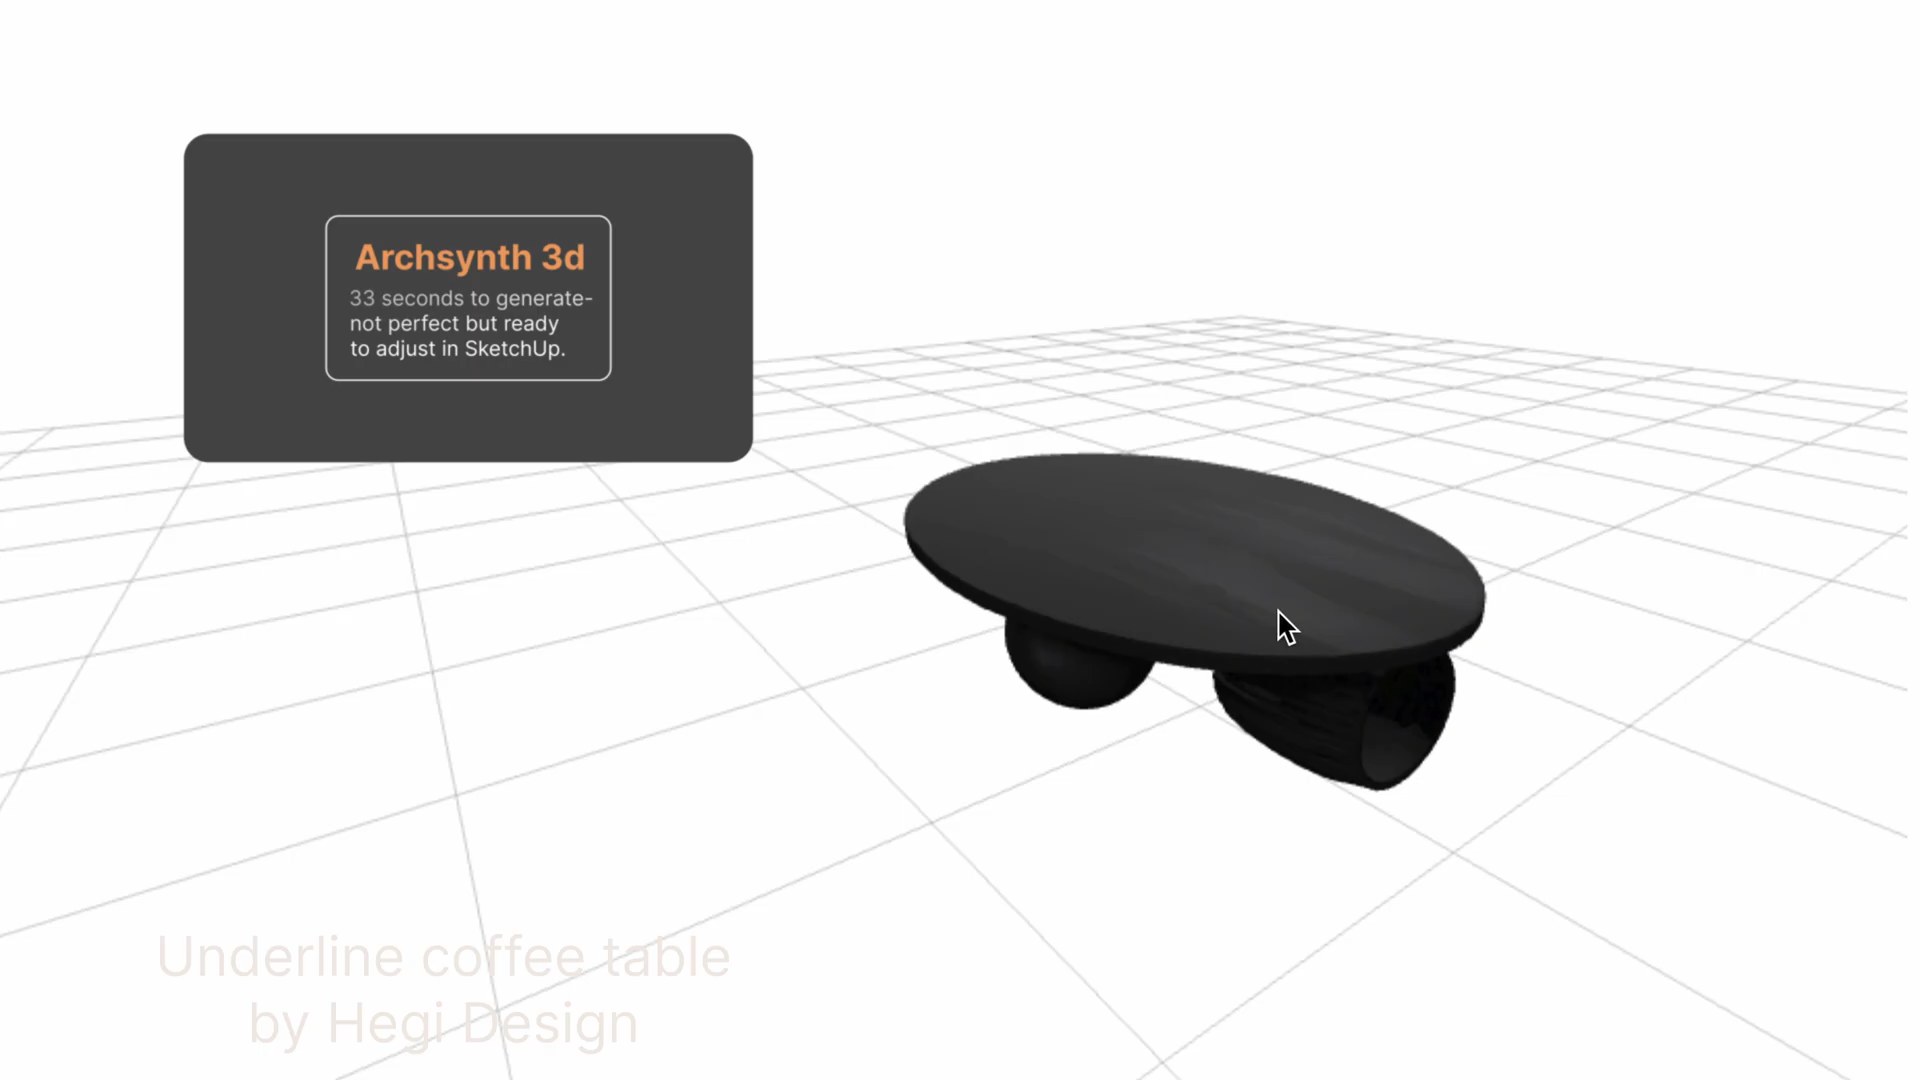 Archsynth 3d
33 seconds to generate-
not perfect but ready
to adjust in SketchUp.
Underline coffee table
by Hegi Design